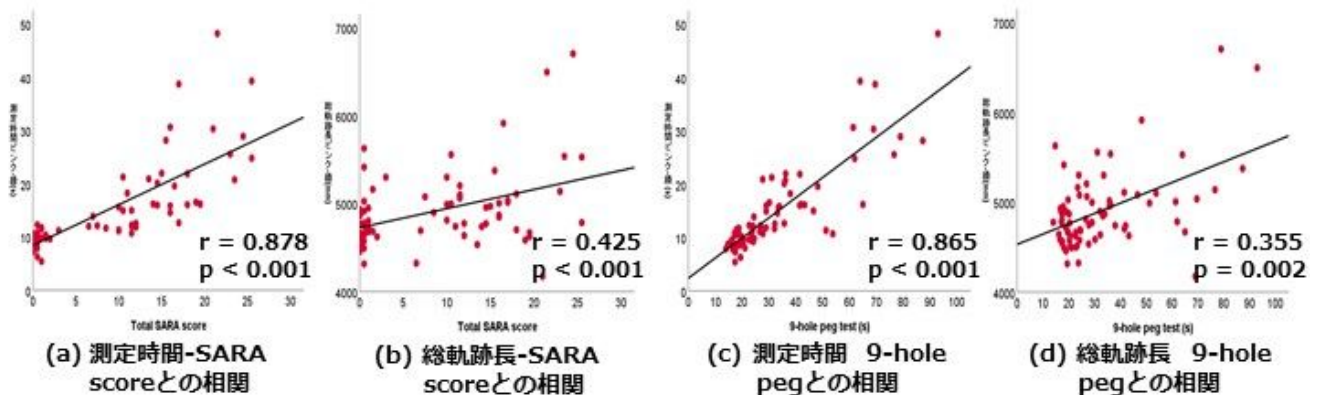 50
40
30
20
10
0
0 5 10 15 20 25 30
r = 0.878
p < 0.001
Total SARA score
(a) 測定時間-SARA
scoreとの相関
7000
6000
5000
4000
0 5 10 15 20 25 30
r = 0.425
p < 0.001
Total SARA score
(b) 総軌跡長-SARA
scoreとの相関
50
40
30
20
10
0
0 10 20 30 40 50 60 70 80 90 100
r = 0.865
p < 0.001
9-hole peg test (s)
(c) 測定時間 9-hole
pegとの相関
7000
6000
5000
4000
0 10 20 30 40 50 60 70 80 90 100
r = 0.355
p = 0.002
9-hole peg test (s)
(d) 総軌跡長 9-hole
pegとの相関